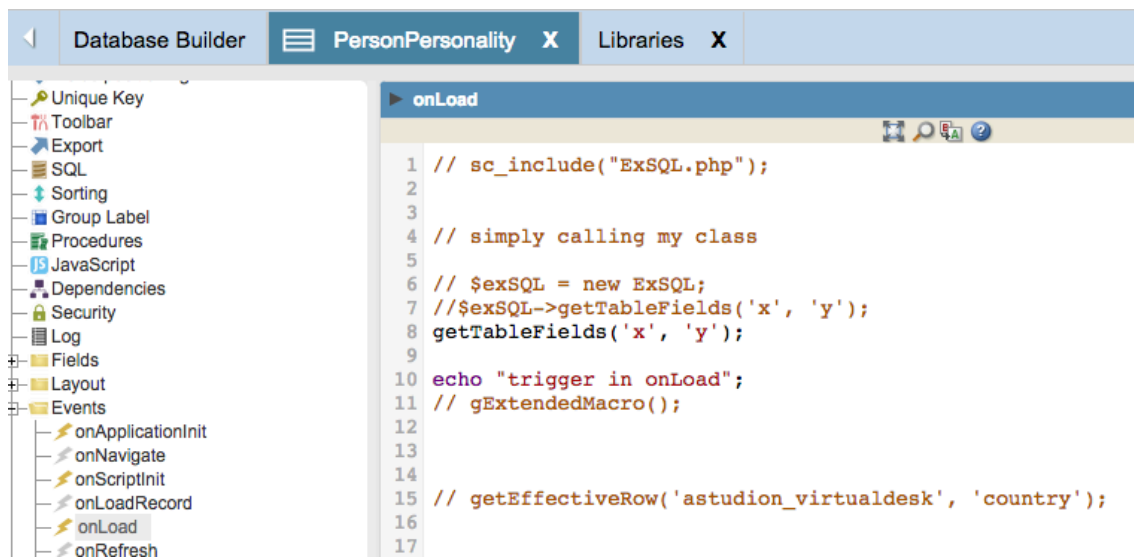 Database Builder
PersonPersonality X
Libraries X
Unique Key
Toolbar
Export
SQL
Sorting
Group Label
Procedures
JS JavaScript
Dependencies
Security
Log
Fields
Layout
Events
onApplicationInit
onNavigate
onScriptInit
onLoadRecord
onLoad
onRefresh
onLoad
1 // sc_include("ExSQL.php");
2
3
4 // simply calling my class
5
6 // $exSQL = new ExSQL;
7 //$exSQL->getTableFields('x', 'y');
8 getTableFields('x', 'y');
9
10 echo "trigger in onLoad";
11 // gExtendedMacro();
12
13
14
15 // getEffectiveRow('astudion_virtualdesk', 'country');
16
17